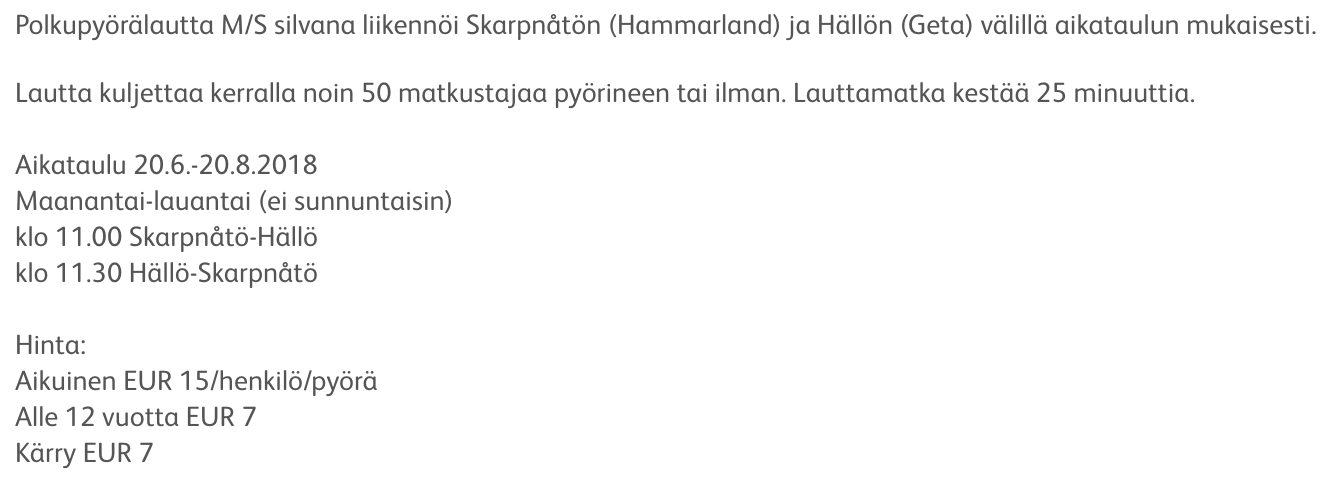 Polkupyörälautta M/S silvana liikennöi Skarpnåtön (Hammarland) ja Hällön (Geta) välillä aikataulun mukaisesti.
Lautta kuljettaa kerralla noin 50 matkustajaa pyörineen tai ilman. Lauttamatka kestää 25 minuuttia.
Aikataulu 20.6.-20.8.2018
Maanantai-lauantai (ei sunnuntaisin)
klo 11.00 Skarpnåtö-Hällö
klo 11.30 Hällö-Skarpnåtö
Hinta:
Aikuinen EUR 15/henkilö/pyörä
Alle 12 vuotta EUR 7
Kärry EUR 7